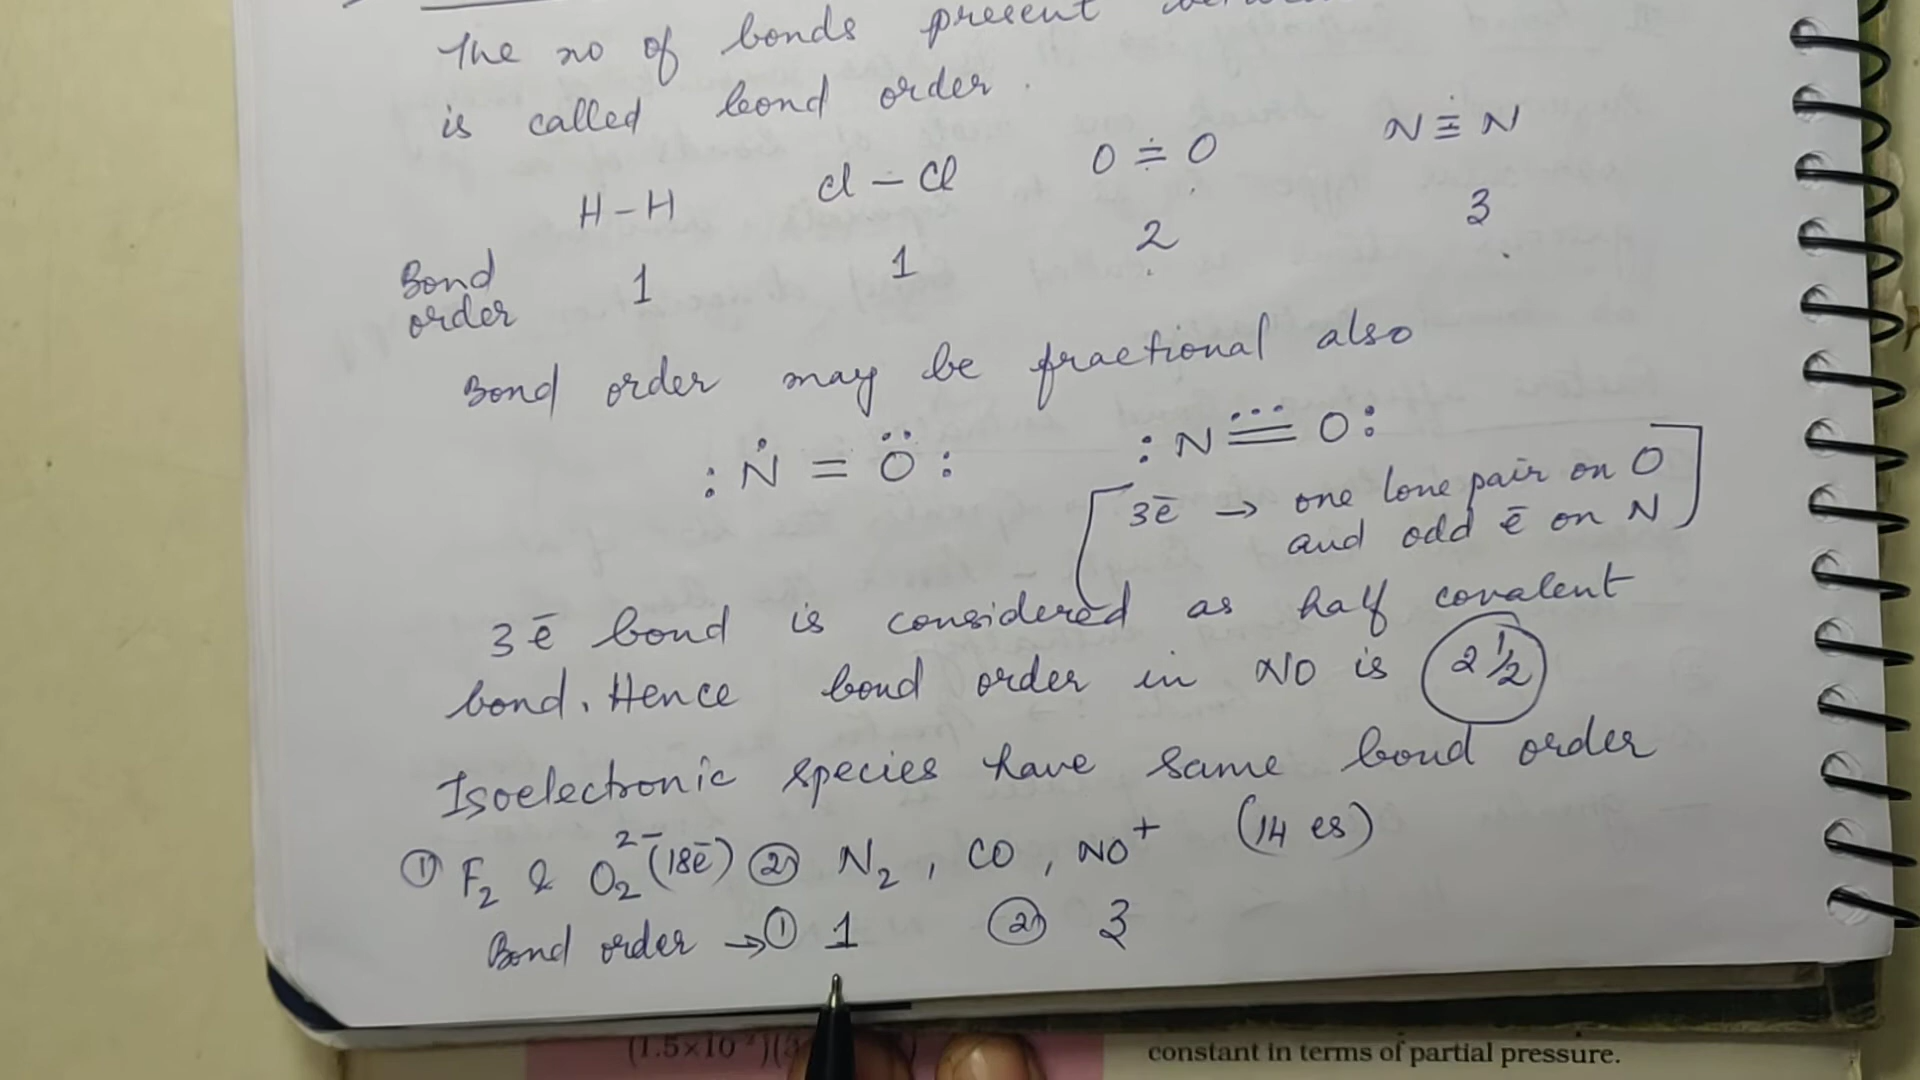 The no of bonds present
is called bond order.
H-H Cl-Cl O=O N≡N
Bond order 1 1 2 3
Bond order may be fractional also
:Ṅ=Ö: :N≡O:
3ē → one lone pair on O
and odd ē on N
3ē bond is considered as half covalent
bond. Hence bond order in NO is 2½
Isoelectronic species have same bond order
① F₂ & O₂²⁻ (18ē) ② N₂, CO, NO⁺ (14 es)
Bond order → ① 1 ② 3
constant in terms of partial pressure.